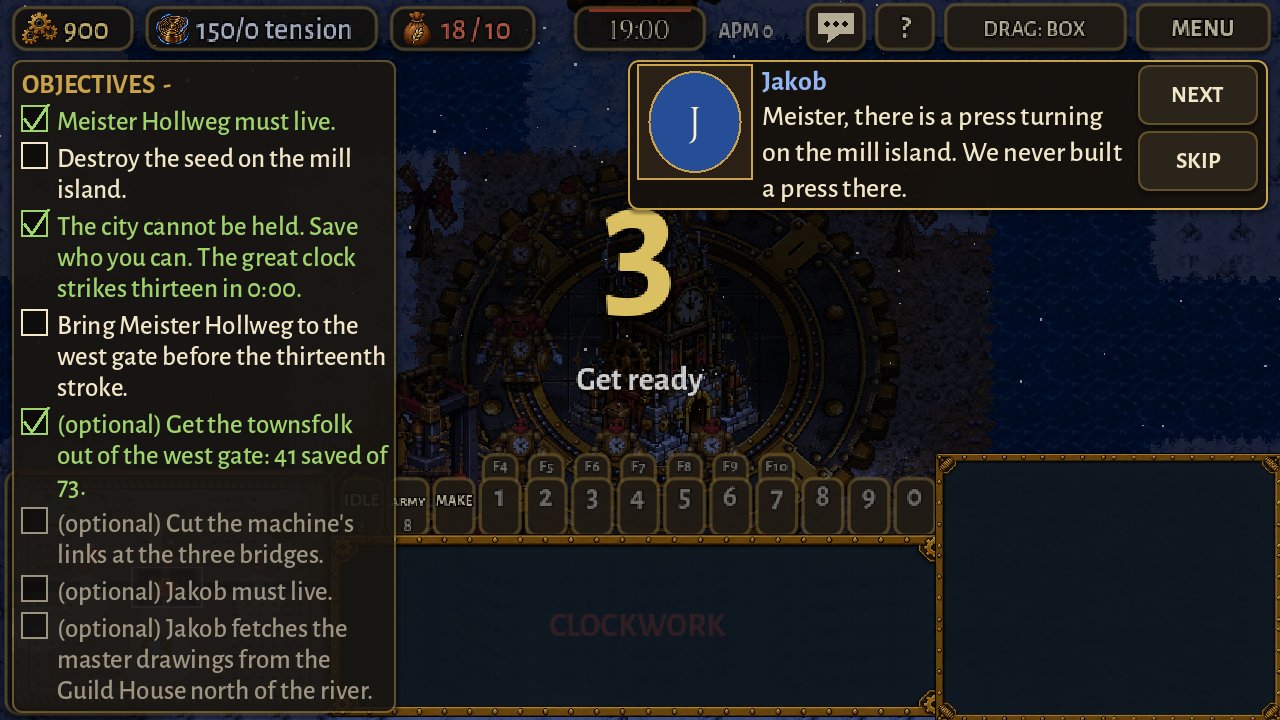 900
150/0 tension
18/10
19:00
APM 0
?
DRAG: BOX
MENU
OBJECTIVES -
Meister Hollweg must live.
Destroy the seed on the mill
island.
The city cannot be held. Save
who you can. The great clock
strikes thirteen in 0:00.
Bring Meister Hollweg to the
west gate before the thirteenth
stroke.
(optional) Get the townsfolk
out of the west gate: 41 saved of
73.
(optional) Cut the machine's
links at the three bridges.
(optional) Jakob must live.
(optional) Jakob fetches the
master drawings from the
Guild House north of the river.
J
Jakob
Meister, there is a press turning
on the mill island. We never built
a press there.
NEXT
SKIP
3
Get ready
F4 F5 F6 F7 F8 F9 F10
IDLE ARMY MAKE 1 2 3 4 5 6 7 8 9 0
8
CLOCKWORK